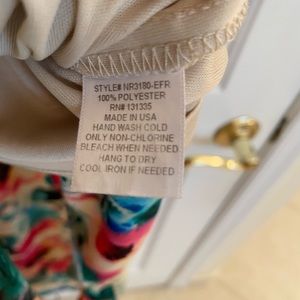 STYLE# NR3180-EFR
100% POLYESTER
RN# 131335
MADE IN USA
HAND WASH COLD
ONLY NON-CHLORINE
BLEACH WHEN NEEDED
HANG TO DRY
COOL IRON IF NEEDED